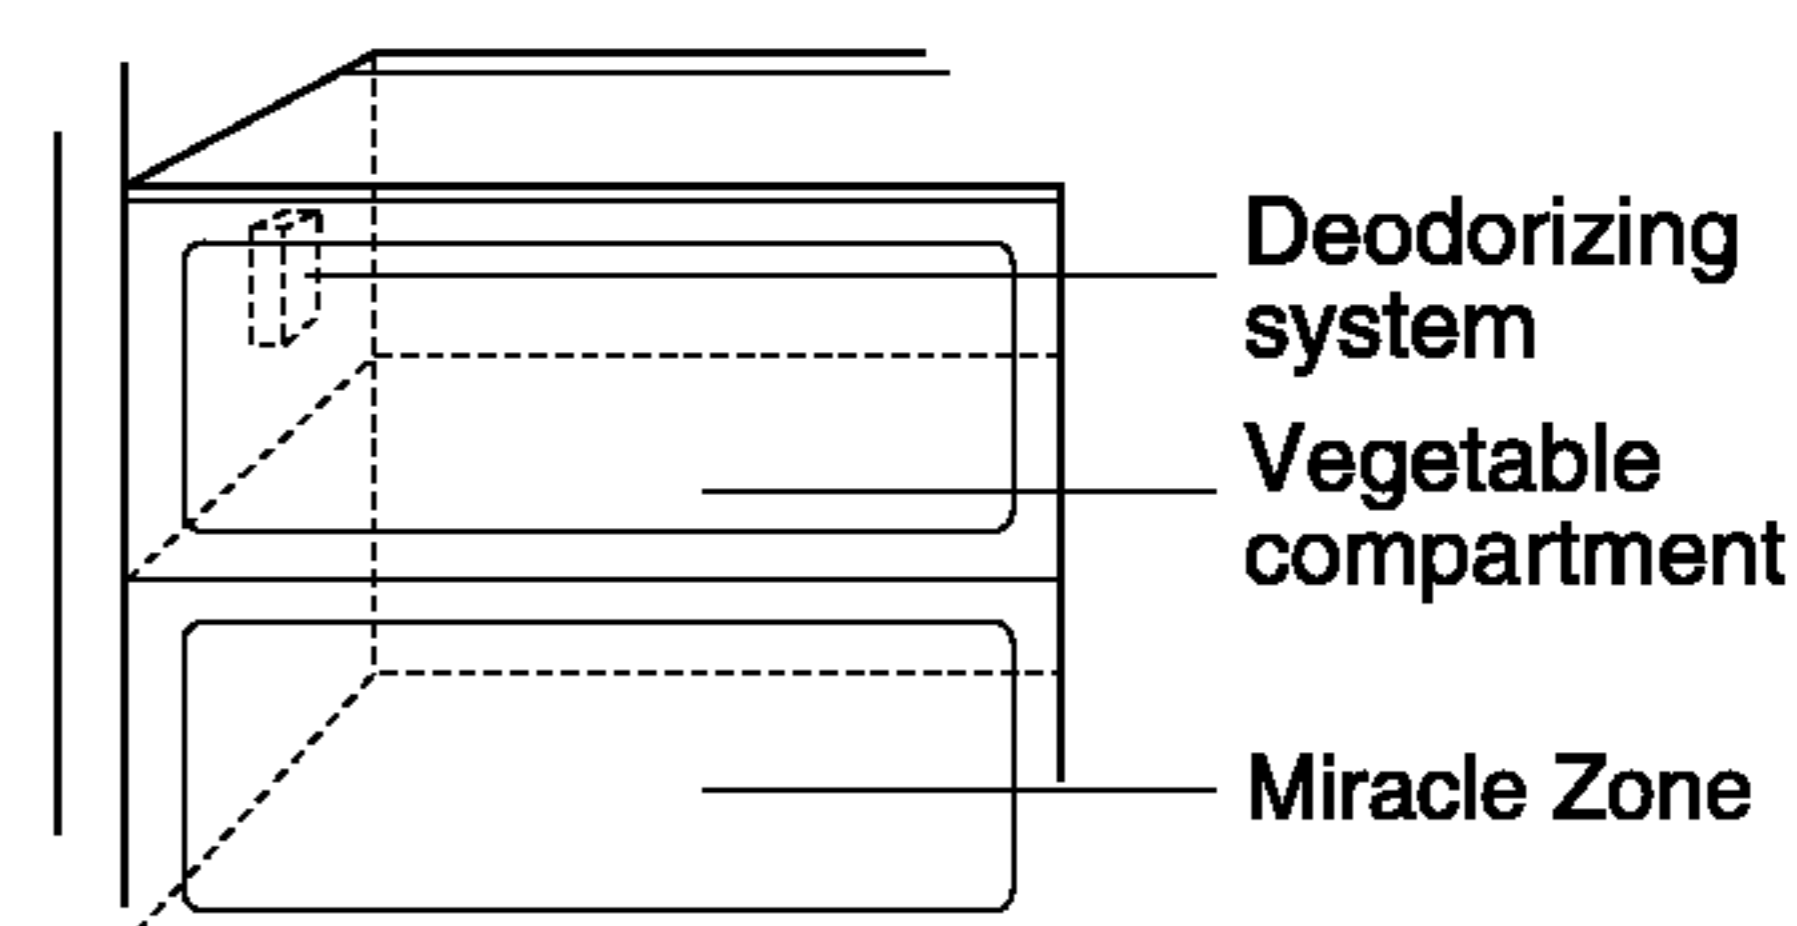 Deodorizing
system
Vegetable
compartment
Miracle Zone